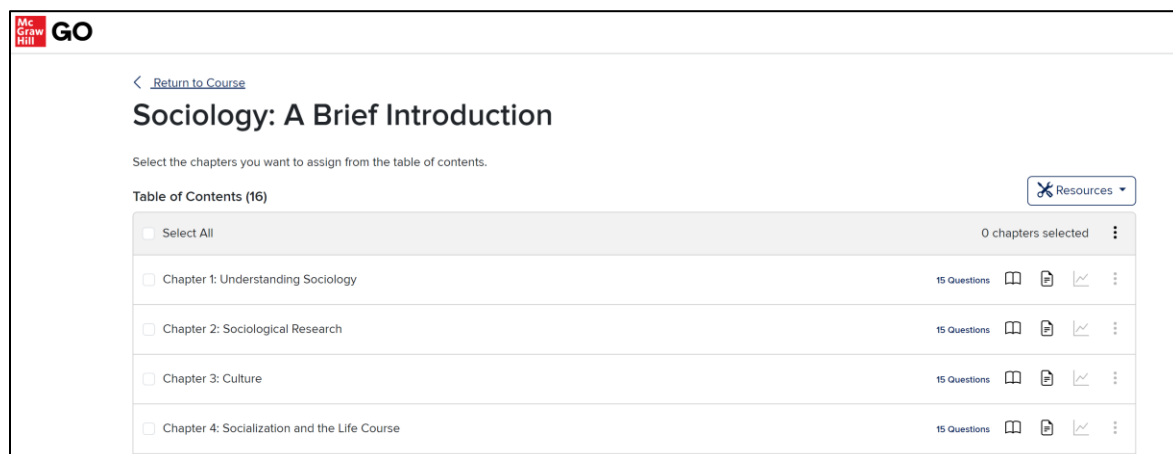 Mc
Graw
Hill
GO
Return to Course
Sociology: A Brief Introduction
Select the chapters you want to assign from the table of contents.
Table of Contents (16)
Resources
Select All 0 chapters selected
Chapter 1: Understanding Sociology 15 Questions
Chapter 2: Sociological Research 15 Questions
Chapter 3: Culture 15 Questions
Chapter 4: Socialization and the Life Course 15 Questions